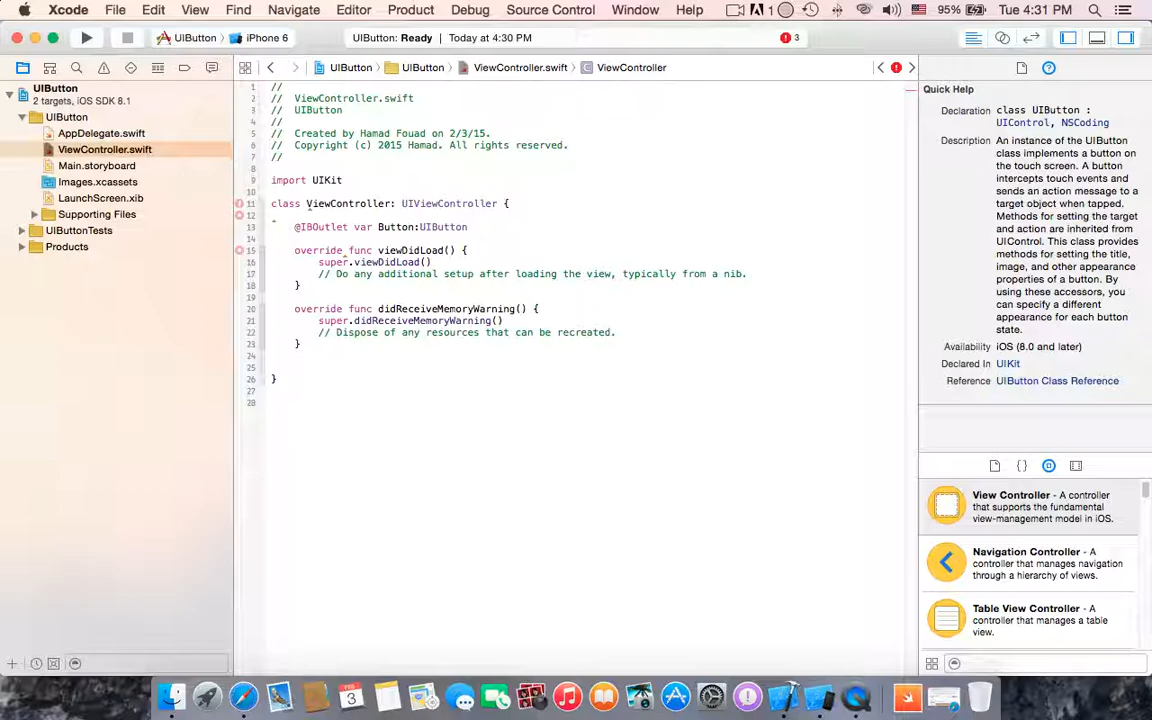 Xcode File Edit View Find Navigate Editor Product Debug Source Control Window Help 1 95% Tue 4:31 PM
UIButton iPhone 6 UIButton: Ready Today at 4:30 PM 3
UIButton UIButton ViewController.swift C ViewController
UIButton
2 targets, iOS SDK 8.1
UIButton
AppDelegate.swift
ViewController.swift
Main.storyboard
Images.xcassets
LaunchScreen.xib
Supporting Files
UIButtonTests
Products
1 //
2 // ViewController.swift
3 // UIButton
4 //
5 // Created by Hamad Fouad on 2/3/15.
6 // Copyright (c) 2015 Hamad. All rights reserved.
7 //
8
9 import UIKit
10
11 class ViewController: UIViewController {
12
13 @IBOutlet var Button:UIButton
14
15 override func viewDidLoad() {
16 super.viewDidLoad()
17 // Do any additional setup after loading the view, typically from a nib.
18 }
19
20 override func didReceiveMemoryWarning() {
21 super.didReceiveMemoryWarning()
22 // Dispose of any resources that can be recreated.
23 }
24
25
26 }
27
28
Quick Help
Declaration class UIButton :
UIControl, NSCoding
Description An instance of the UIButton
class implements a button on
the touch screen. A button
intercepts touch events and
sends an action message to a
target object when tapped.
Methods for setting the target
and action are inherited from
UIControl. This class provides
methods for setting the title,
image, and other appearance
properties of a button. By
using these accessors, you
can specify a different
appearance for each button
state.
Availability iOS (8.0 and later)
Declared In UIKit
Reference UIButton Class Reference
View Controller - A controller
that supports the fundamental
view-management model in iOS.
Navigation Controller - A
controller that manages navigation
through a hierarchy of views.
Table View Controller - A
controller that manages a table
view.
FEB
3